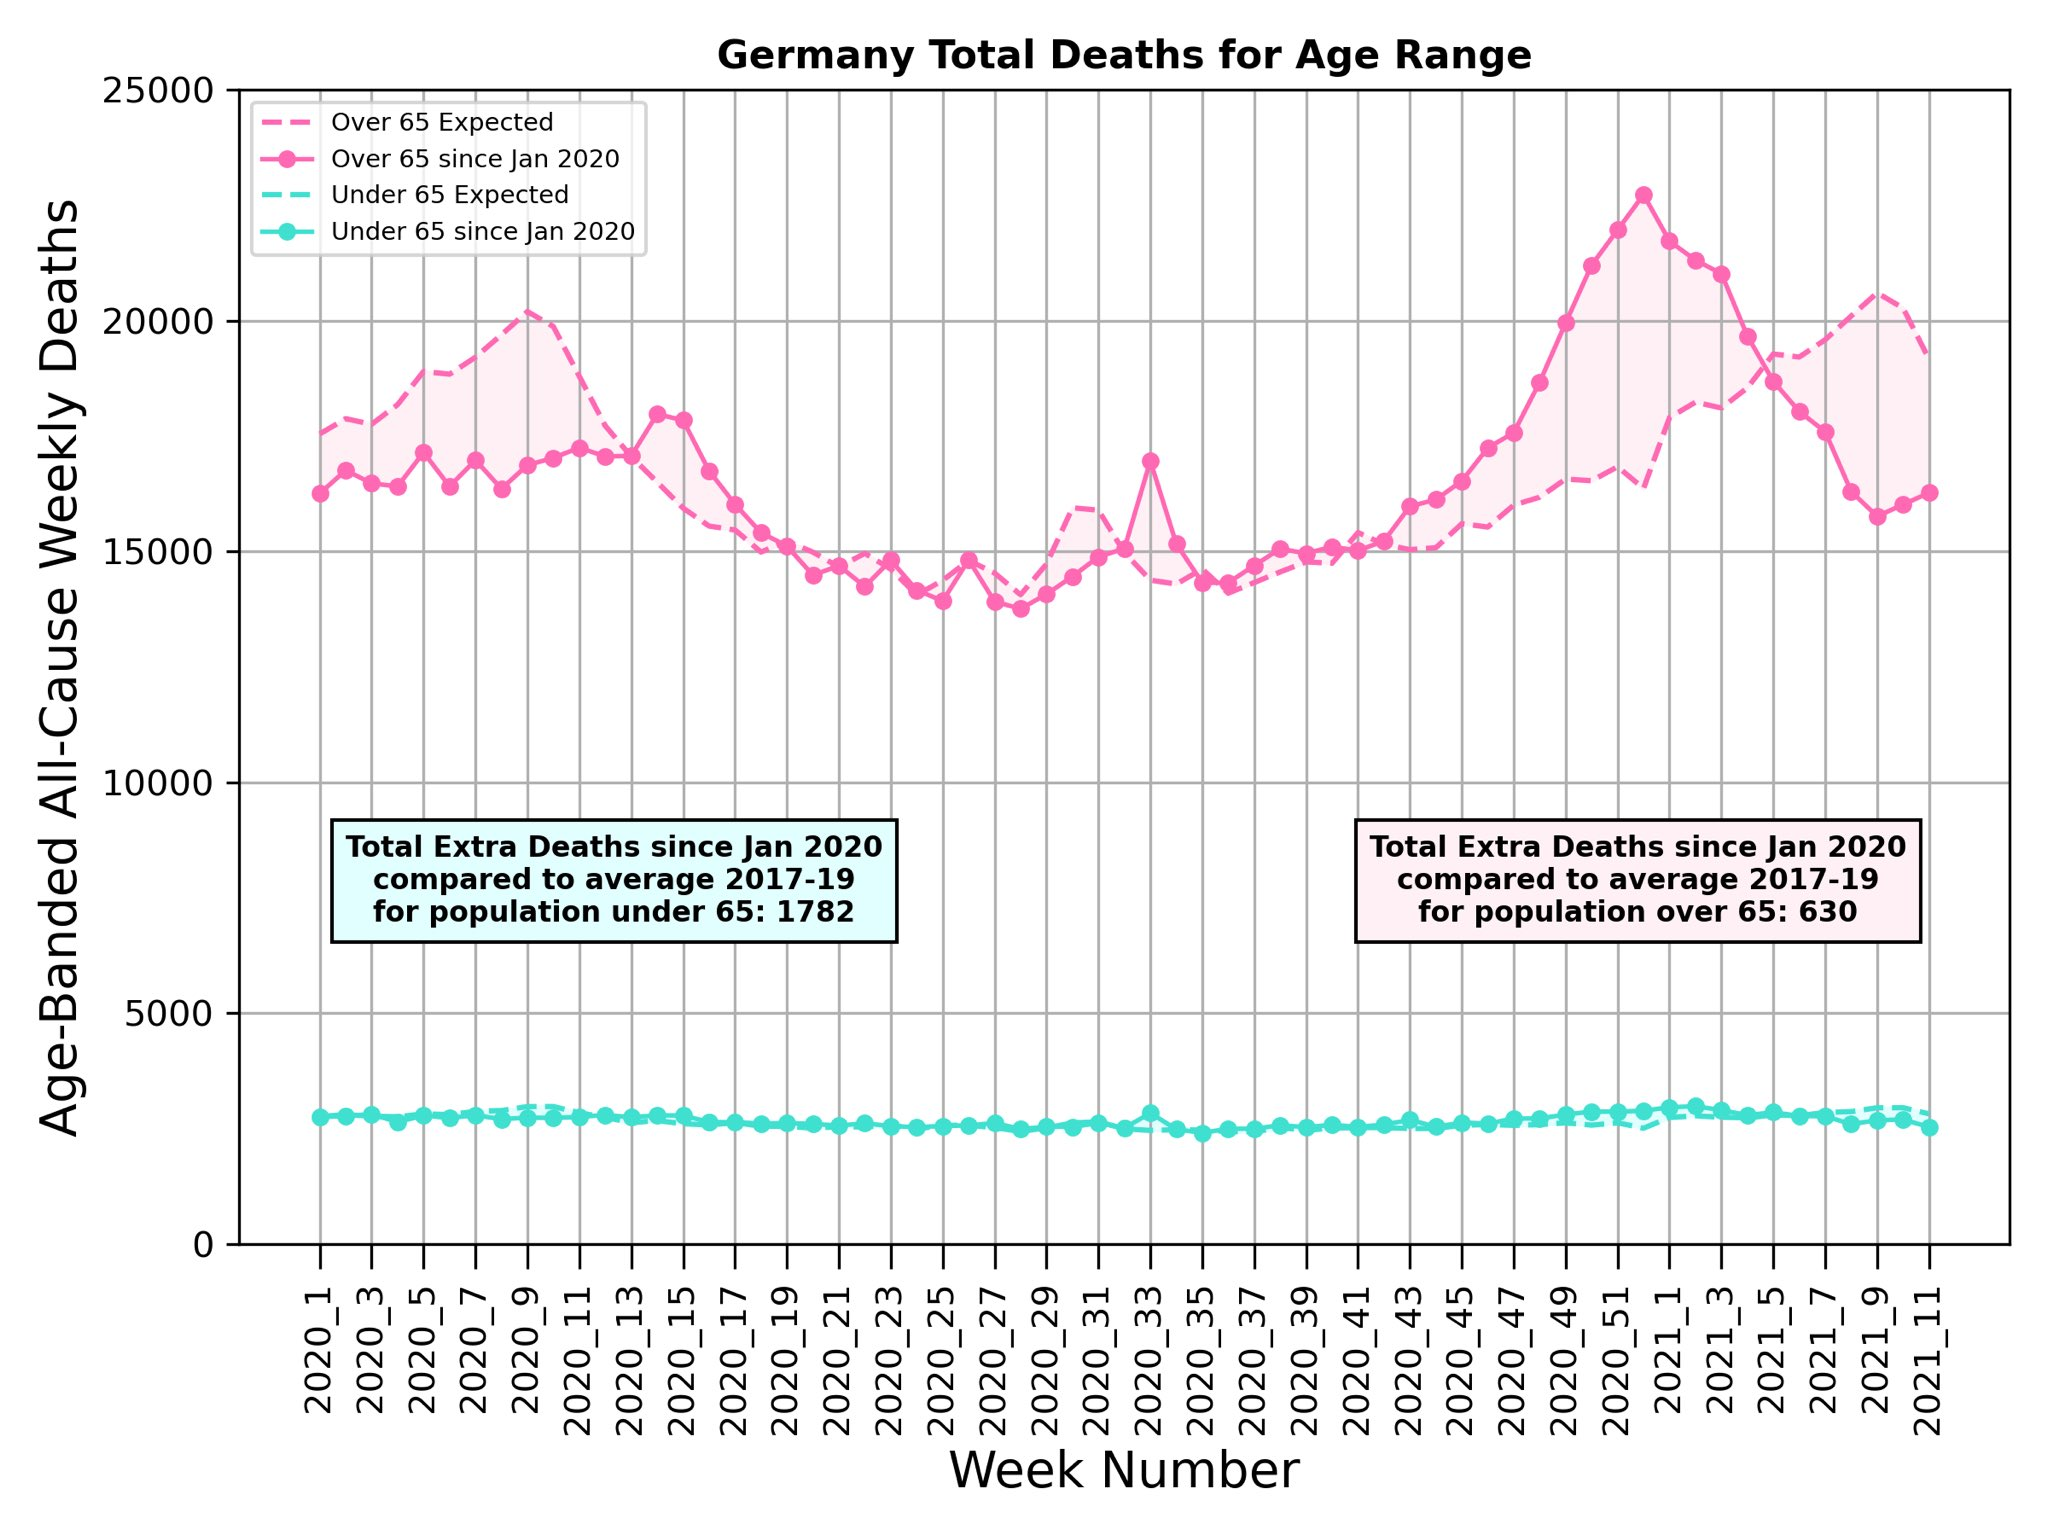 Germany Total Deaths for Age Range
25000
20000
15000
10000
5000
0
Age-Banded All-Cause Weekly Deaths
Over 65 Expected
Over 65 since Jan 2020
Under 65 Expected
Under 65 since Jan 2020
Total Extra Deaths since Jan 2020
compared to average 2017-19
for population under 65: 1782
Total Extra Deaths since Jan 2020
compared to average 2017-19
for population over 65: 630
2020_1
2020_3
2020_5
2020_7
2020_9
2020_11
2020_13
2020_15
2020_17
2020_19
2020_21
2020_23
2020_25
2020_27
2020_29
2020_31
2020_33
2020_35
2020_37
2020_39
2020_41
2020_43
2020_45
2020_47
2020_49
2020_51
2021_1
2021_3
2021_5
2021_7
2021_9
2021_11
Week Number